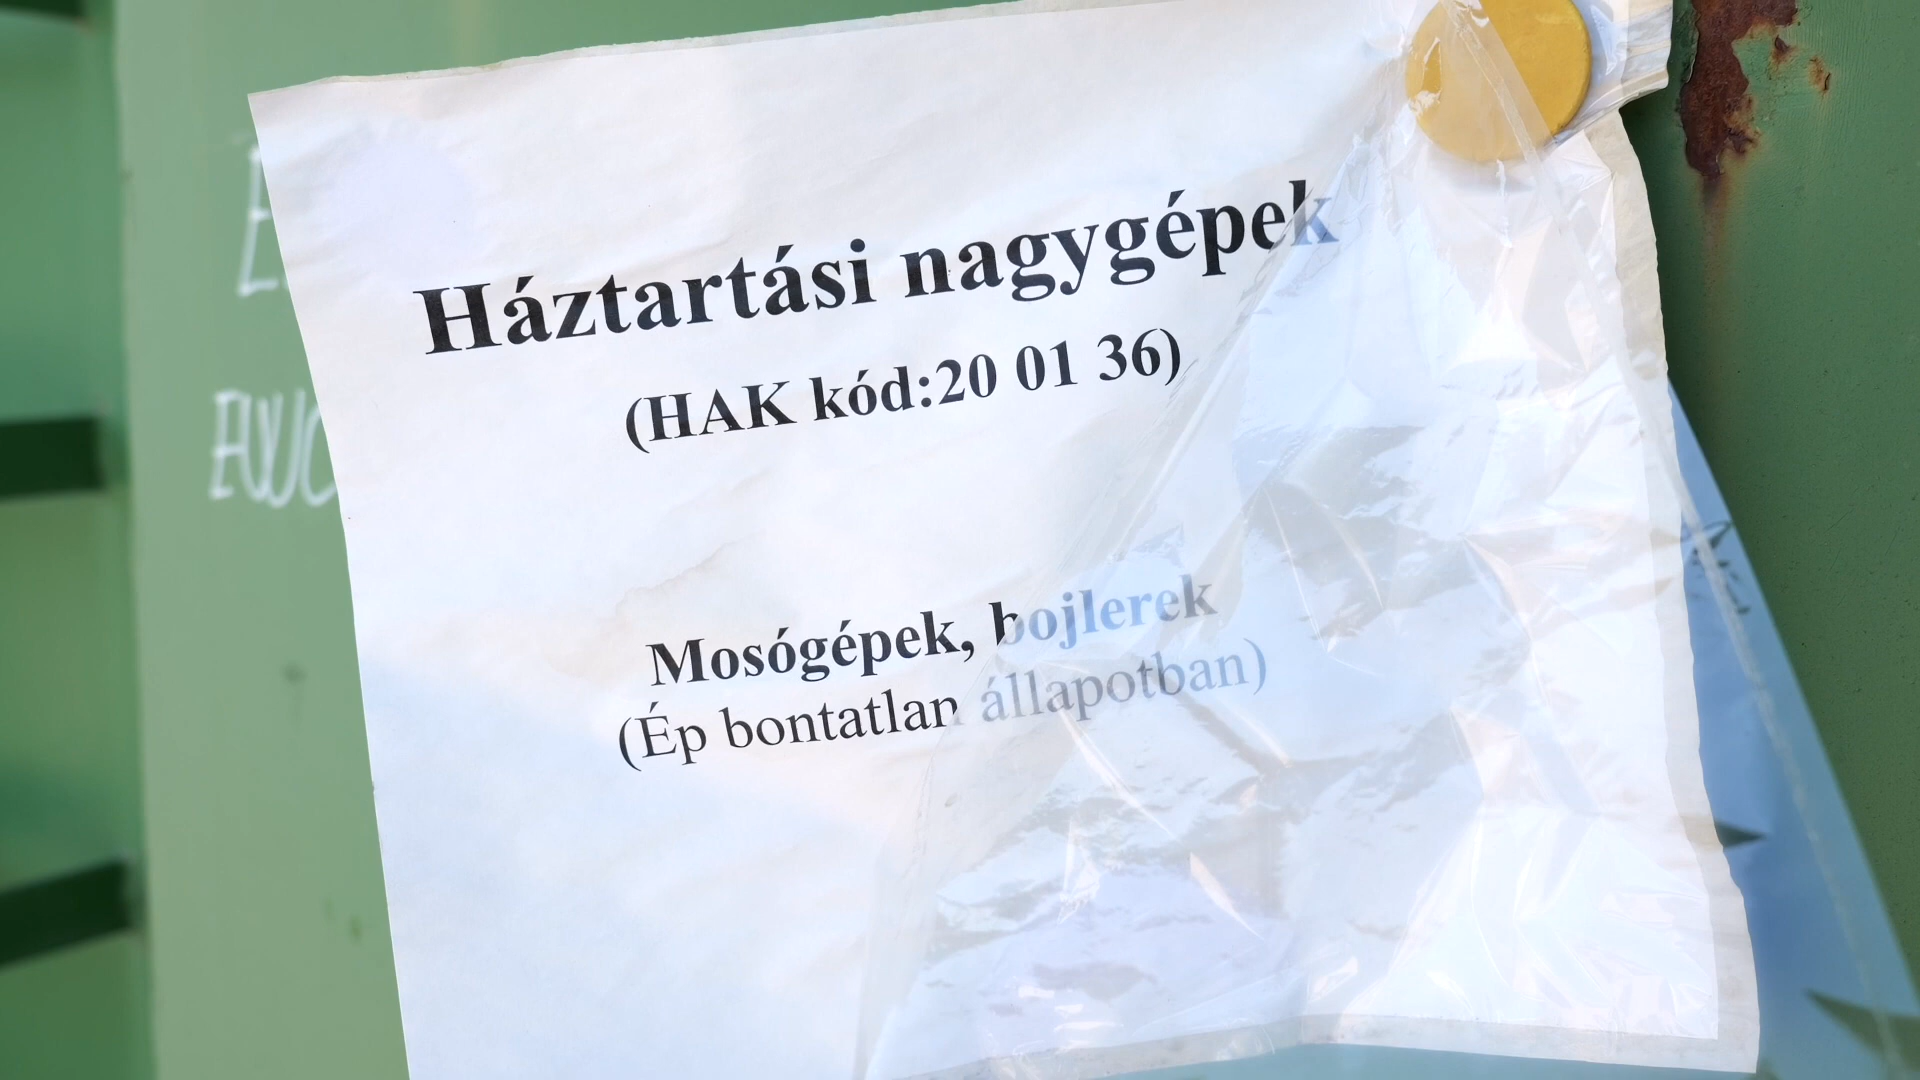 Háztartási nagygépek
(HAK kód:20 01 36)
Mosógépek, bojlerek
(Ép bontatlan állapotban)